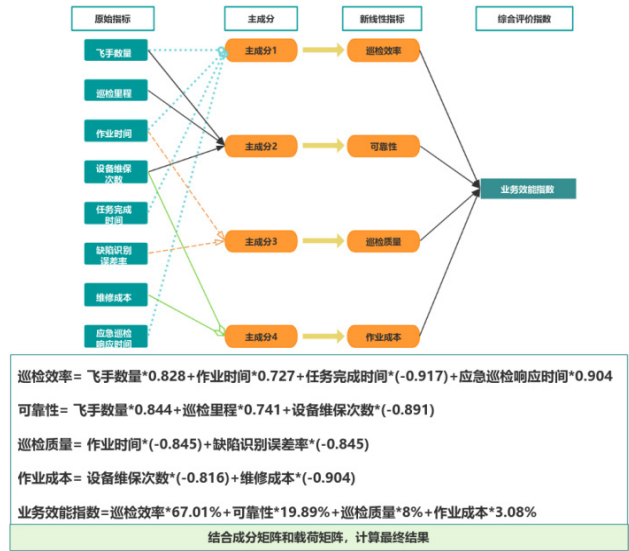 原始指标 主成分 新线性指标 综合评价指数
飞手数量 主成分1 巡检效率
巡检里程
作业时间
主成分2 可靠性
设备维保
次数
业务效能指数
任务完成
时间
主成分3 巡检质量
缺陷识别
误差率
维修成本
应急巡检
响应时间
主成分4 作业成本
巡检效率= 飞手数量*0.828+作业时间*0.727+任务完成时间*(-0.917)+应急巡检响应时间*0.904
可靠性= 飞手数量*0.844+巡检里程*0.741+设备维保次数*(-0.891)
巡检质量= 作业时间*(-0.845)+缺陷识别误差率*(-0.845)
作业成本= 设备维保次数*(-0.816)+维修成本*(-0.904)
业务效能指数=巡检效率*67.01%+可靠性*19.89%+巡检质量*8%+作业成本*3.08%
结合成分矩阵和载荷矩阵，计算最终结果